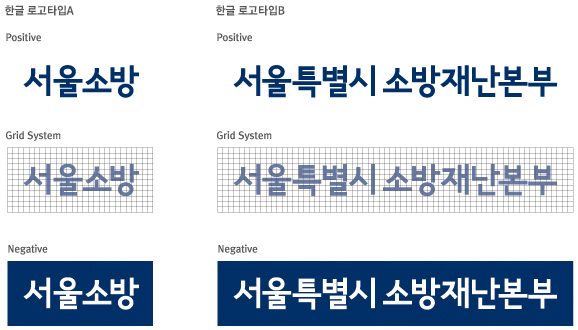 한글 로고타입A
Positive
서울소방
Grid System
서울소방
Negative
서울소방
한글 로고타입B
Positive
서울특별시 소방재난본부
Grid System
서울특별시 소방재난본부
Negative
서울특별시 소방재난본부